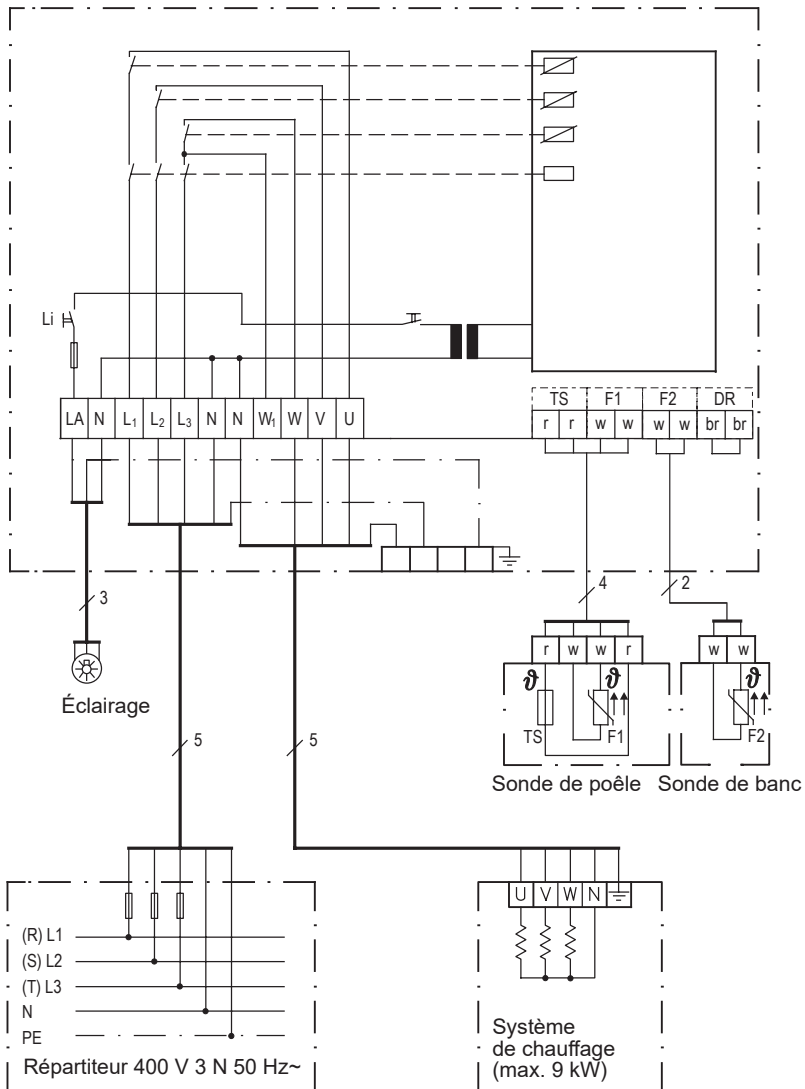 Li
LA N L₁ L₂ L₃ N N W₁ W V U
TS F1 F2 DR
r r w w w w br br
3
4
2
Éclairage
r w w r
w w
ϑ ϑ ϑ
TS F1 F2
Sonde de poêle Sonde de banc
5 5
U V W N
(R) L1
(S) L2
(T) L3
N
PE
Répartiteur 400 V 3 N 50 Hz~
Système
de chauffage
(max. 9 kW)